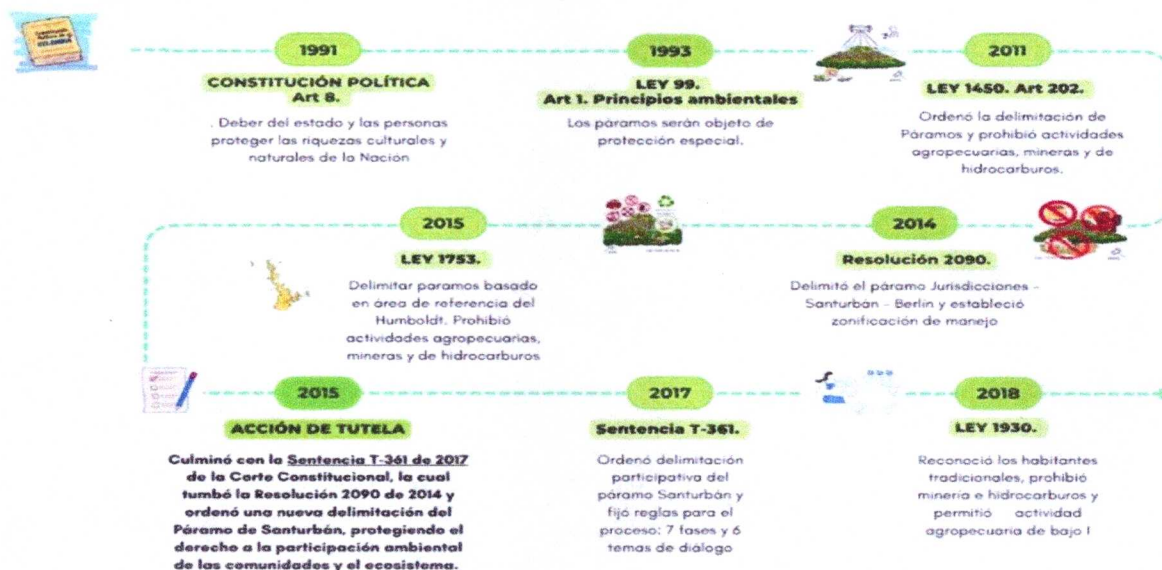 1991
CONSTITUCIÓN POLÍTICA
Art 8.
. Deber del estado y las personas
proteger las riquezas culturales y
naturales de la Nación
1993
LEY 99.
Art 1. Principios ambientales
Los páramos serán objeto de
protección especial.
2011
LEY 1450. Art 202.
Ordenó la delimitación de
Páramos y prohibió actividades
agropecuarias, mineras y de
hidrocarburos.
2015
LEY 1753.
Delimitar paramos basado
en área de referencia del
Humboldt. Prohibió
actividades agropecuarias,
mineras y de hidrocarburos
2014
Resolución 2090.
Delimitó el páramo Jurisdicciones -
Santurbán - Berlín y estableció
zonificación de manejo
2015
ACCIÓN DE TUTELA
Culminó con la Sentencia T-361 de 2017
de la Corte Constitucional, la cual
tumbó la Resolución 2090 de 2014 y
ordenó una nueva delimitación del
Páramo de Santurbán, protegiendo el
derecho a la participación ambiental
de las comunidades y el ecosistema.
2017
Sentencia T-361.
Ordenó delimitación
participativa del
páramo Santurbán y
fijó reglas para el
proceso: 7 fases y 6
temas de diálogo
2018
LEY 1930.
Reconoció los habitantes
tradicionales, prohibió
minería e hidrocarburos y
permitió actividad
agropecuaria de bajo I